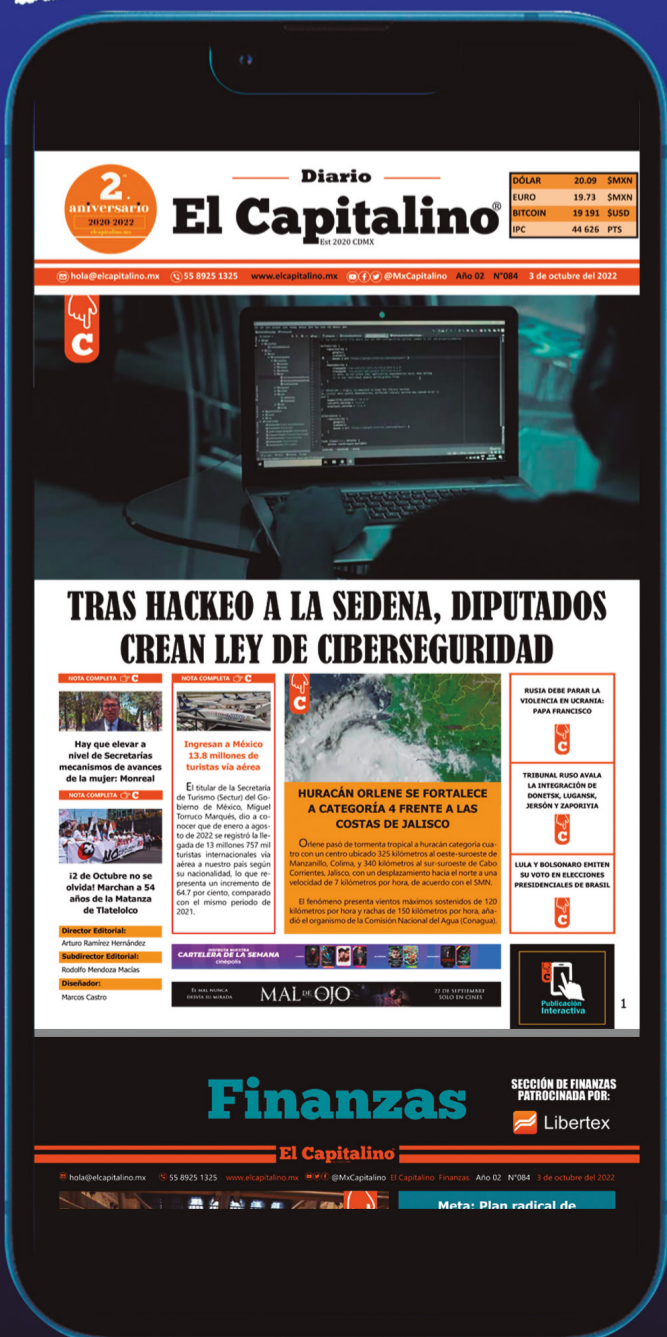 2.
aniversario
2020-2022
elcapitalino.mx
Diario
El Capitalino®
Est 2020 CDMX
DÓLAR 20.09 $MXN
EURO 19.73 $MXN
BITCOIN 19 191 $USD
IPC 44 626 PTS
hola@elcapitalino.mx 55 8925 1325 www.elcapitalino.mx @MxCapitalino Año 02 N°084 3 de octubre del 2022
C
TRAS HACKEO A LA SEDENA, DIPUTADOS
CREAN LEY DE CIBERSEGURIDAD
NOTA COMPLETA C
Hay que elevar a
nivel de Secretarías
mecanismos de avances
de la mujer: Monreal
NOTA COMPLETA C
¡2 de Octubre no se
olvida! Marchan a 54
años de la Matanza
de Tlatelolco
Director Editorial:
Arturo Ramírez Hernández
Subdirector Editorial:
Rodolfo Mendoza Macías
Diseñador:
Marcos Castro
NOTA COMPLETA C
Ingresan a México
13.8 millones de
turistas vía aérea
El titular de la Secretaría
de Turismo (Sectur) del Go-
bierno de México, Miguel
Torruco Marqués, dio a co-
nocer que de enero a agos-
to de 2022 se registró la lle-
gada de 13 millones 757 mil
turistas internacionales vía
aérea a nuestro país según
su nacionalidad, lo que re-
presenta un incremento de
64.7 por ciento, comparado
con el mismo periodo de
2021.
C
HURACÁN ORLENE SE FORTALECE
A CATEGORÍA 4 FRENTE A LAS
COSTAS DE JALISCO
Orlene pasó de tormenta tropical a huracán categoría cua-
tro con un centro ubicado 325 kilómetros al oeste-suroeste de
Manzanillo, Colima, y 340 kilómetros al sur-suroeste de Cabo
Corrientes, Jalisco, con un desplazamiento hacia el norte a una
velocidad de 7 kilómetros por hora, de acuerdo con el SMN.
El fenómeno presenta vientos máximos sostenidos de 120
kilómetros por hora y rachas de 150 kilómetros por hora, aña-
dió el organismo de la Comisión Nacional del Agua (Conagua).
RUSIA DEBE PARAR LA
VIOLENCIA EN UCRANIA:
PAPA FRANCISCO
C
TRIBUNAL RUSO AVALA
LA INTEGRACIÓN DE
DONETSK, LUGANSK,
JERSÓN Y ZAPORIYIA
C
LULA Y BOLSONARO EMITEN
SU VOTO EN ELECCIONES
PRESIDENCIALES DE BRASIL
C
DISFRUTA NUESTRA
CARTELERA DE LA SEMANA
cinépolis
EL MAL NUNCA
DESVÍA SU MIRADA
MAL DE OJO
22 DE SEPTIEMBRE
SOLO EN CINES
C
Publicación
Interactiva
1
Finanzas
SECCIÓN DE FINANZAS
PATROCINADA POR:
Libertex
El Capitalino
hola@elcapitalino.mx 55 8925 1325 www.elcapitalino.mx @MxCapitalino El Capitalino Finanzas Año 02 N°084 3 de octubre del 2022
Meta: Plan radical de